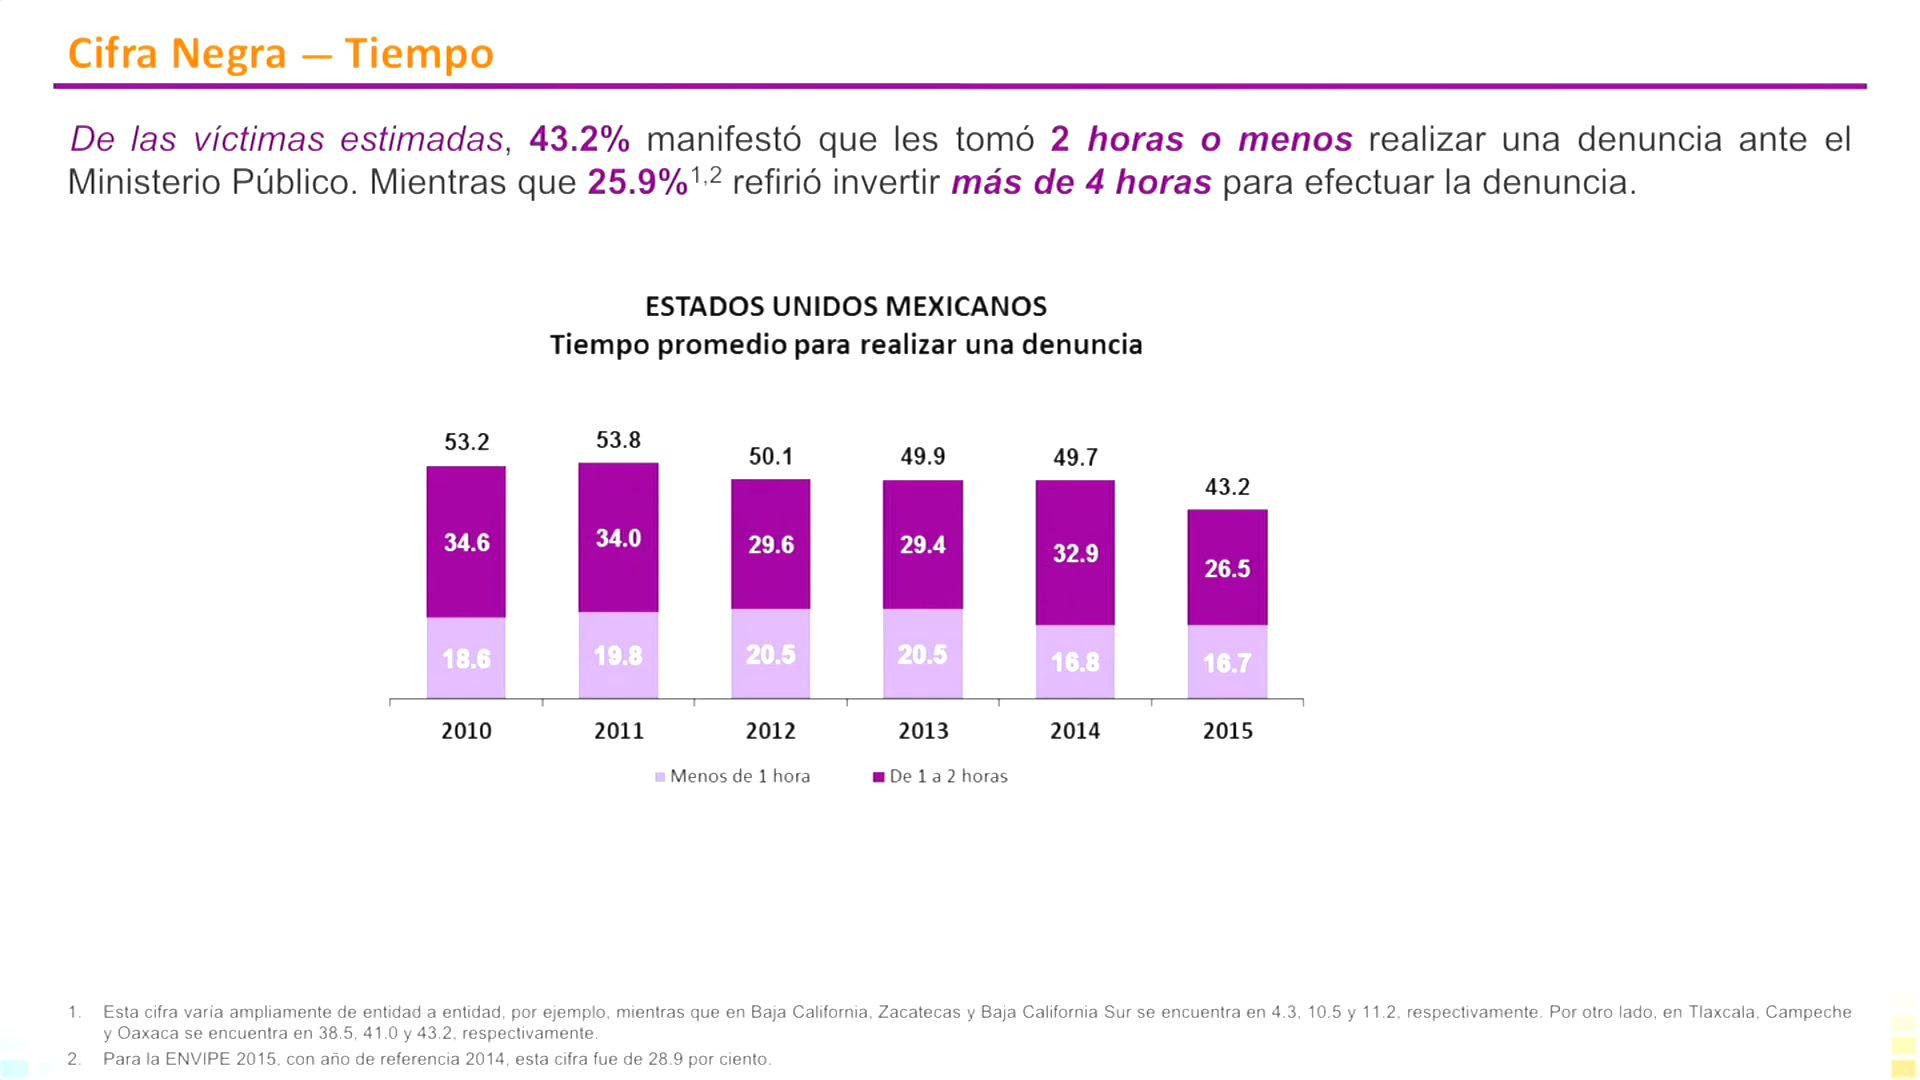 Cifra Negra — Tiempo
De las víctimas estimadas, 43.2% manifestó que les tomó 2 horas o menos realizar una denuncia ante el
Ministerio Público. Mientras que 25.9%1,2 refirió invertir más de 4 horas para efectuar la denuncia.
ESTADOS UNIDOS MEXICANOS
Tiempo promedio para realizar una denuncia
53.2 53.8 50.1 49.9 49.7 43.2
34.6 34.0 29.6 29.4 32.9 26.5
18.6 19.8 20.5 20.5 16.8 16.7
2010 2011 2012 2013 2014 2015
Menos de 1 hora De 1 a 2 horas
1. Esta cifra varía ampliamente de entidad a entidad, por ejemplo, mientras que en Baja California, Zacatecas y Baja California Sur se encuentra en 4.3, 10.5 y 11.2, respectivamente. Por otro lado, en Tlaxcala, Campeche
y Oaxaca se encuentra en 38.5, 41.0 y 43.2, respectivamente.
2. Para la ENVIPE 2015, con año de referencia 2014, esta cifra fue de 28.9 por ciento.